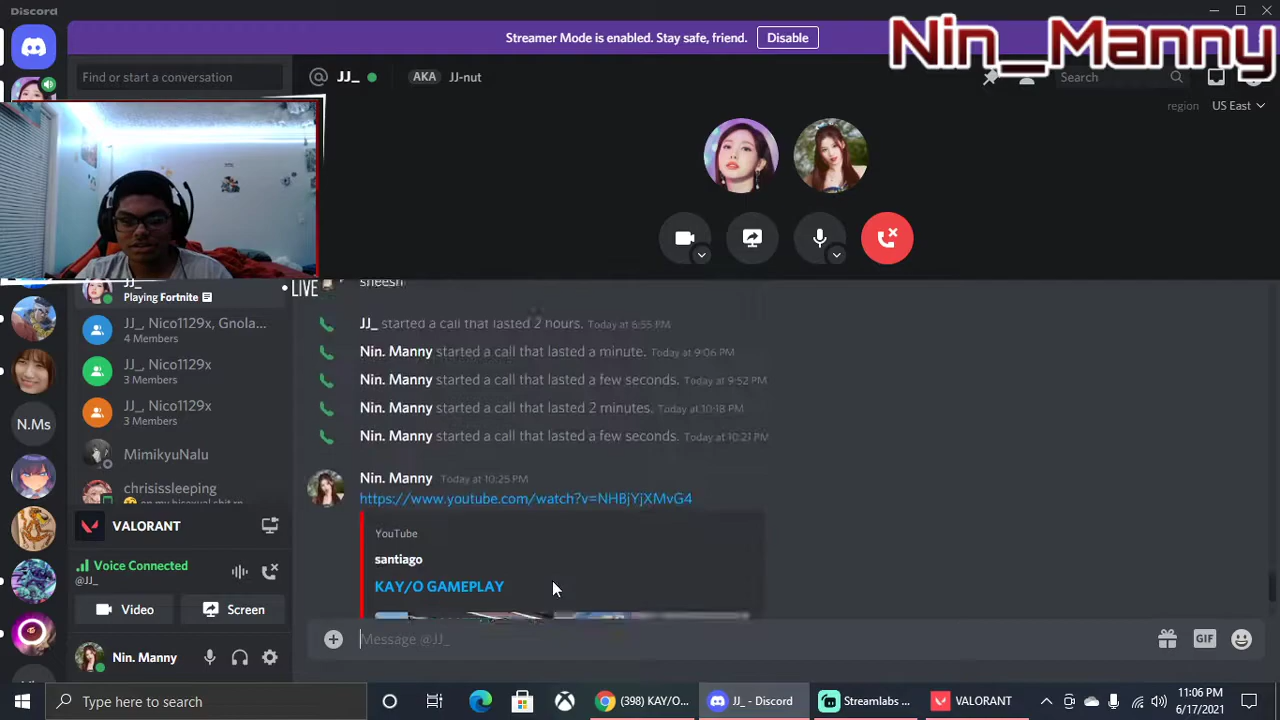 Discord
Streamer Mode is enabled. Stay safe, friend. Disable
Nin_Manny
Find or start a conversation
@ JJ_ AKA JJ-nut
Search
region US East
LIVE
sheesh
JJ_ started a call that lasted 2 hours. Today at 6:55 PM
Nin. Manny started a call that lasted a minute. Today at 9:06 PM
Nin. Manny started a call that lasted a few seconds. Today at 9:52 PM
Nin. Manny started a call that lasted 2 minutes. Today at 10:18 PM
Nin. Manny started a call that lasted a few seconds. Today at 10:21 PM
Nin. Manny Today at 10:25 PM
https://www.youtube.com/watch?v=NHBjYjXMvG4
YouTube
santiago
KAY/O GAMEPLAY
Message @JJ_
GIF
JJ_
Playing Fortnite
JJ_, Nico1129x, Gnola...
4 Members
JJ_, Nico1129x
3 Members
JJ_, Nico1129x
3 Members
MimikyuNalu
chrisissleeping
N.Ms
VALORANT
Voice Connected
@JJ_
Video Screen
Nin. Manny
Type here to search
(398) KAY/O...
JJ_ - Discord
Streamlabs ...
VALORANT
11:06 PM
6/17/2021